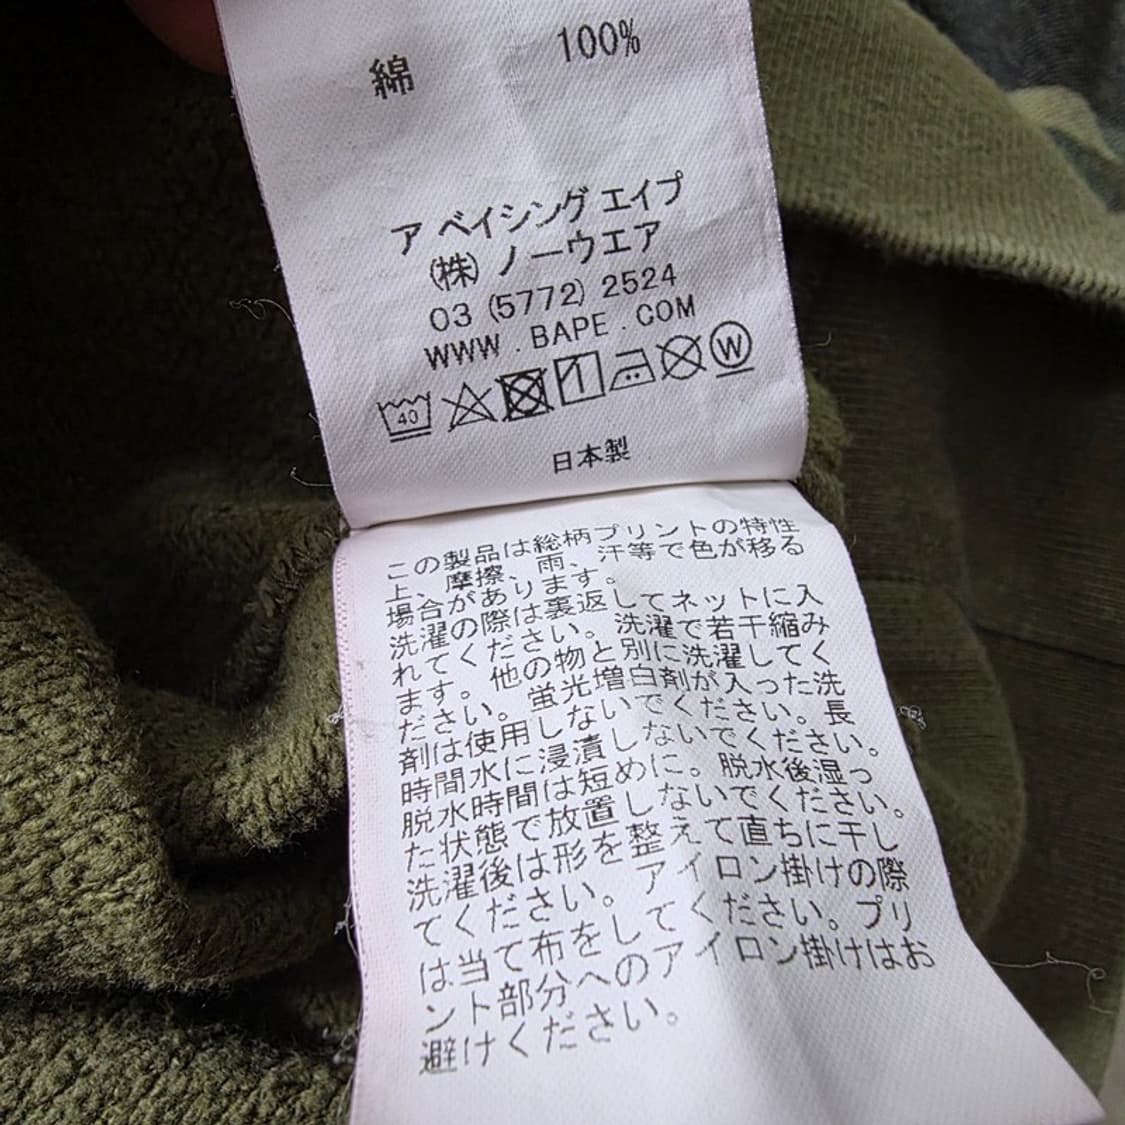 綿 100%
ア ベイシング エイプ
(株) ノーウエア
03 (5772) 2524
WWW.BAPE.COM
40
W
日本製
この製品は総柄プリントの特性
上、摩擦、雨、汗等で色が移る
場合があります。
洗濯の際は裏返してネットに入
れてください。洗濯で若干縮み
ます。他の物と別に洗濯してく
ださい。蛍光増白剤が入った洗
剤は使用しないでください。長
時間水に浸漬しないでください。
脱水時間は短めに。脱水後湿っ
た状態で放置しないでください。
洗濯後は形を整えて直ちに干し
てください。アイロン掛けの際
は当て布をしてください。プリ
ント部分へのアイロン掛けはお
避けください。